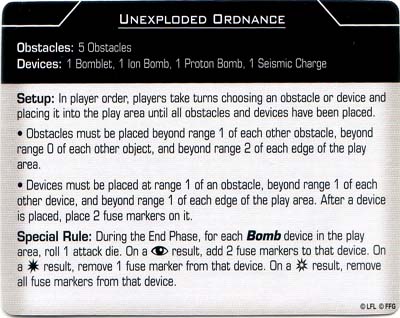 Unexploded Ordnance
Obstacles: 5 Obstacles
Devices: 1 Bomblet, 1 Ion Bomb, 1 Proton Bomb, 1 Seismic Charge
Setup: In player order, players take turns choosing an obstacle or device and
placing it into the play area until all obstacles and devices have been placed.
• Obstacles must be placed beyond range 1 of each other obstacle, beyond
range 0 of each other object, and beyond range 2 of each edge of the play
area.
• Devices must be placed at range 1 of an obstacle, beyond range 1 of each
other device, and beyond range 1 of each edge of the play area. After a device
is placed, place 2 fuse markers on it.
Special Rule: During the End Phase, for each Bomb device in the play
area, roll 1 attack die. On a result, add 2 fuse markers to that device. On
a result, remove 1 fuse marker from that device. On a result, remove
all fuse markers from that device.
© LFL © FFG